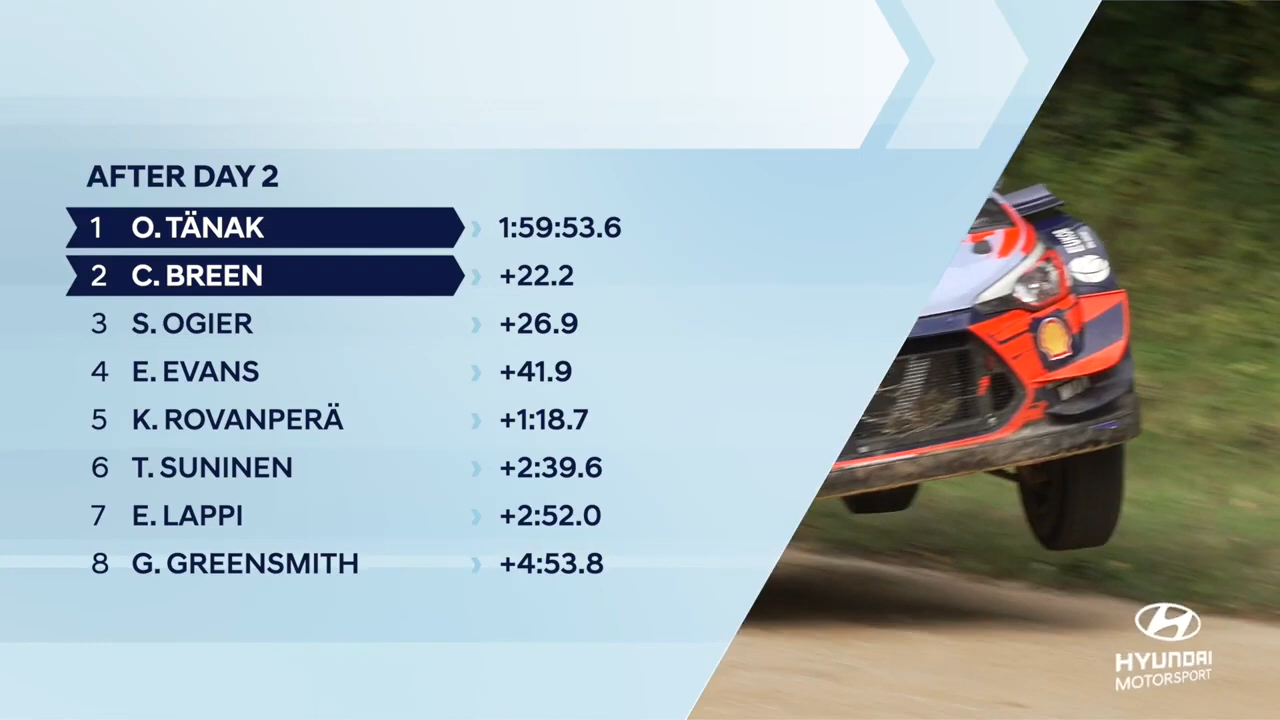 AFTER DAY 2
1 O. TÄNAK 1:59:53.6
2 C. BREEN +22.2
3 S. OGIER +26.9
4 E. EVANS +41.9
5 K. ROVANPERÄ +1:18.7
6 T. SUNINEN +2:39.6
7 E. LAPPI +2:52.0
8 G. GREENSMITH +4:53.8
HYUNDAI
MOTORSPORT